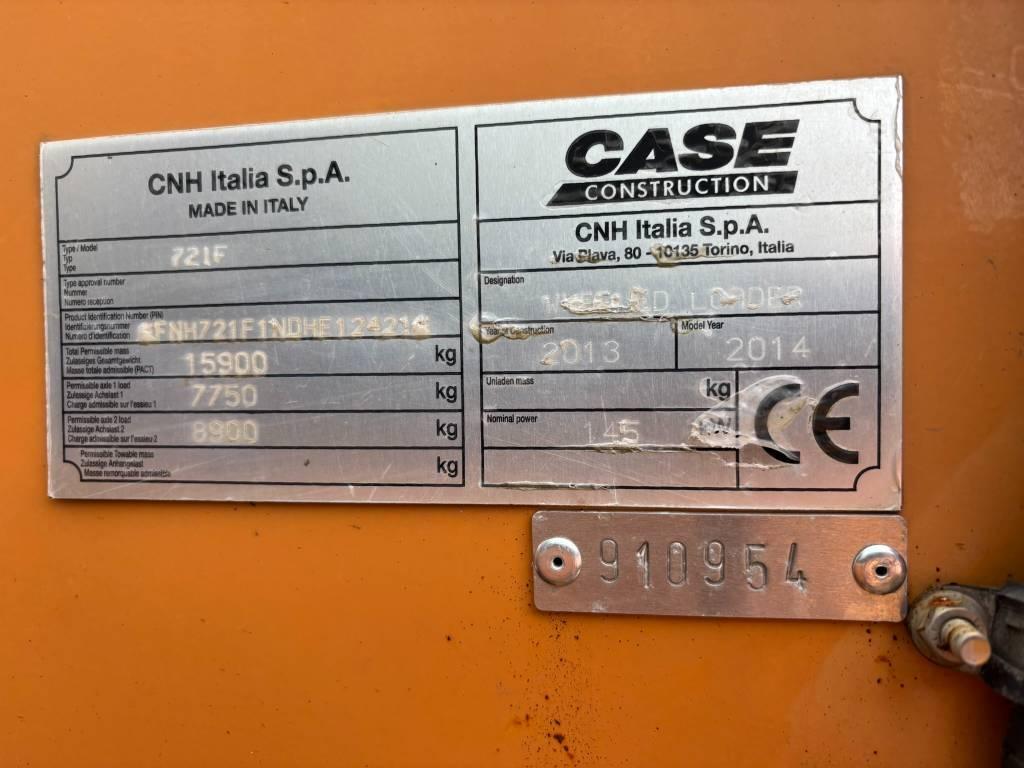 CNH Italia S.p.A.
MADE IN ITALY
Type / Model
Typ
Type
721F
Type approval number
Nummer
Numero reception
Product Identification Number (PIN)
Identifizierungsnummer
Numero d'identification
Total Permissible mass
Zulassiges Gesamtgewicht
Masse totale admissible (PACT)
15900 kg
Permissible axle 1 load
Zulassige Achslast 1
Charge admissible sur l'essieu 1
7750 kg
Permissible axle 2 load
Zulassige Achslast 2
Charge admissible sur l'essieu 2
8900 kg
Permissible Towable mass
Zulassige Anhangelast
Masse remorquable admissible
kg
CASE
CONSTRUCTION
CNH Italia S.p.A.
Via Plava, 80 - 10135 Torino, Italia
Designation
WHEELED LOADER
Year of Construction
2013
Model Year
2014
Unladen mass
kg
Nominal power
145 kW
CE
910954